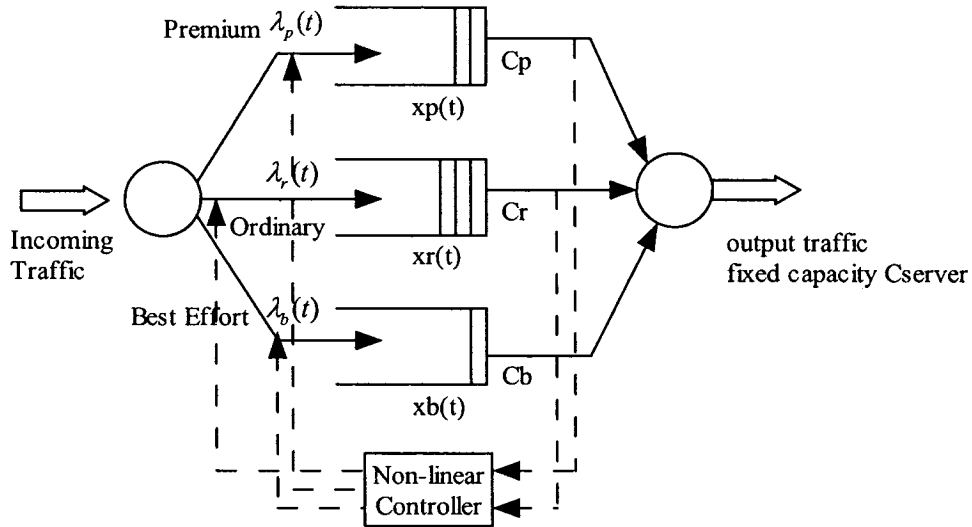 Premium λp(t)
Cp
xp(t)
λr(t)
Incoming
Traffic
Ordinary
Cr
xr(t)
output traffic
fixed capacity Cserver
Best Effort λb(t)
Cb
xb(t)
Non-linear
Controller